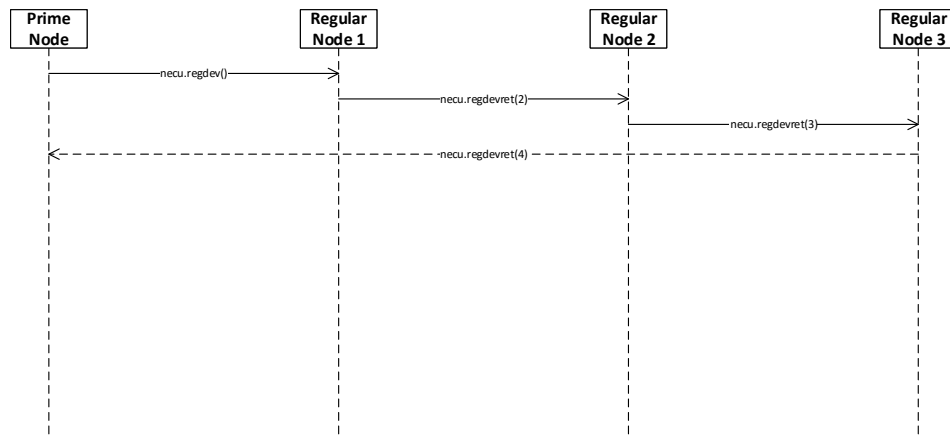 Prime
Node
Regular
Node 1
Regular
Node 2
Regular
Node 3
necu.regdev()
necu.regdevret(2)
necu.regdevret(3)
necu.regdevret(4)